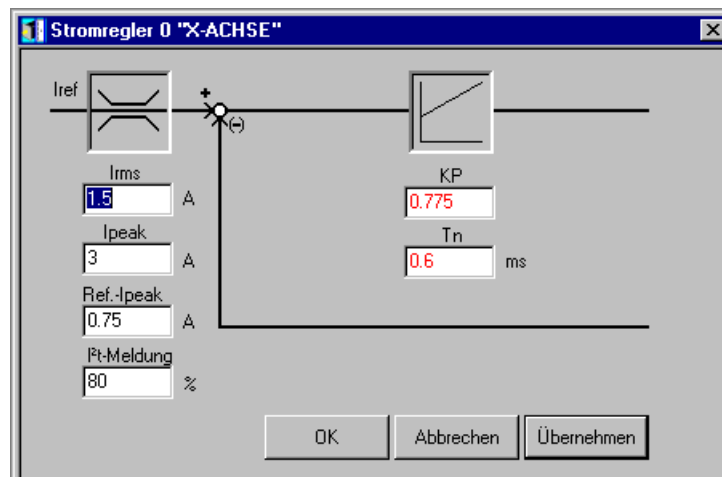 Stromregler 0 "X-ACHSE"
Iref
+
(-)
Irms
1.5 A
Ipeak
3 A
Ref.-Ipeak
0.75 A
I²t-Meldung
80 %
KP
0.775
Tn
0.6 ms
OK Abbrechen Übernehmen